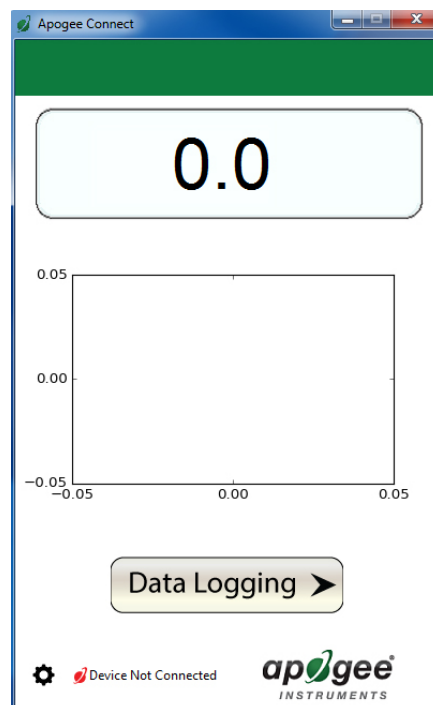 Apogee Connect
0.0
0.05
0.00
−0.05
−0.05 0.00 0.05
Data Logging
Device Not Connected
apogee®
INSTRUMENTS